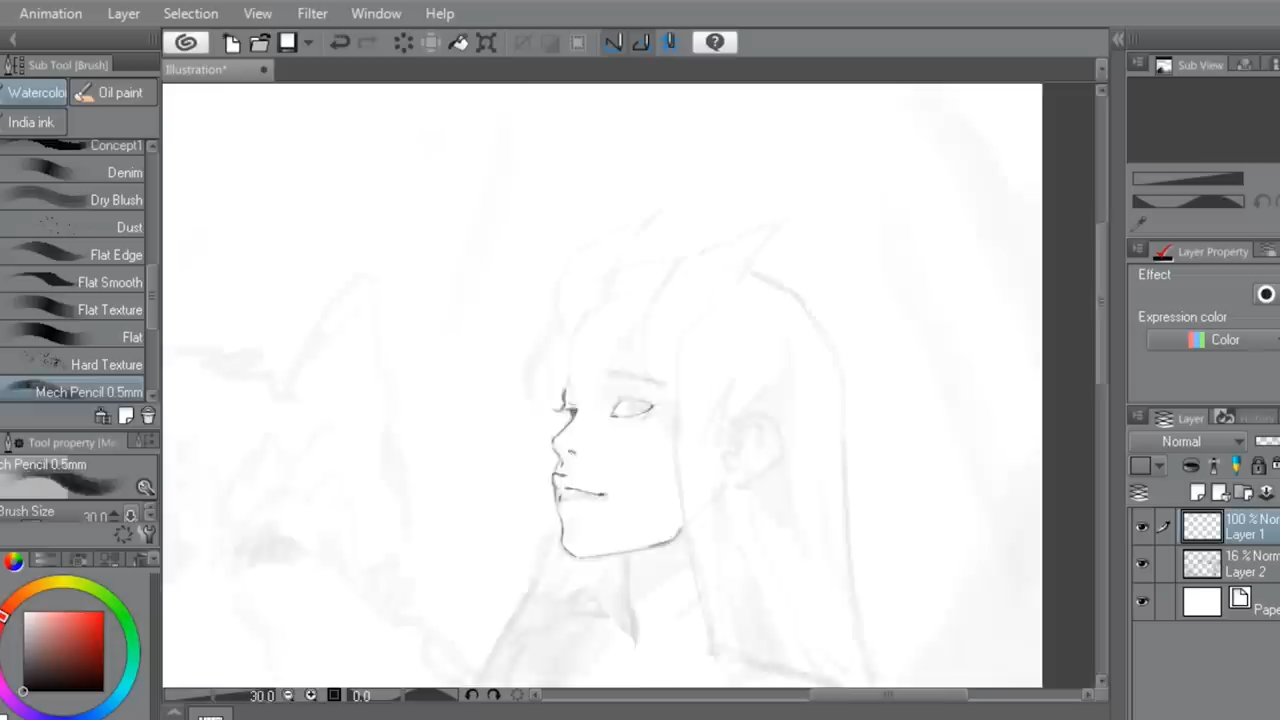 Animation Layer Selection View Filter Window Help
Sub Tool [Brush]
Illustration*
Sub View
Watercolo Oil paint
India ink
Concept1
Denim
Dry Blush
Dust
Flat Edge
Flat Smooth
Flat Texture
Flat
Hard Texture
Mech Pencil 0.5mm
Tool property [Me
ch Pencil 0.5mm
Brush Size 30.0
Layer Property
Effect
Expression color
Color
Layer History
Normal
100 % Nor
Layer 1
16 % Norm
Layer 2
Pape
30.0 0.0